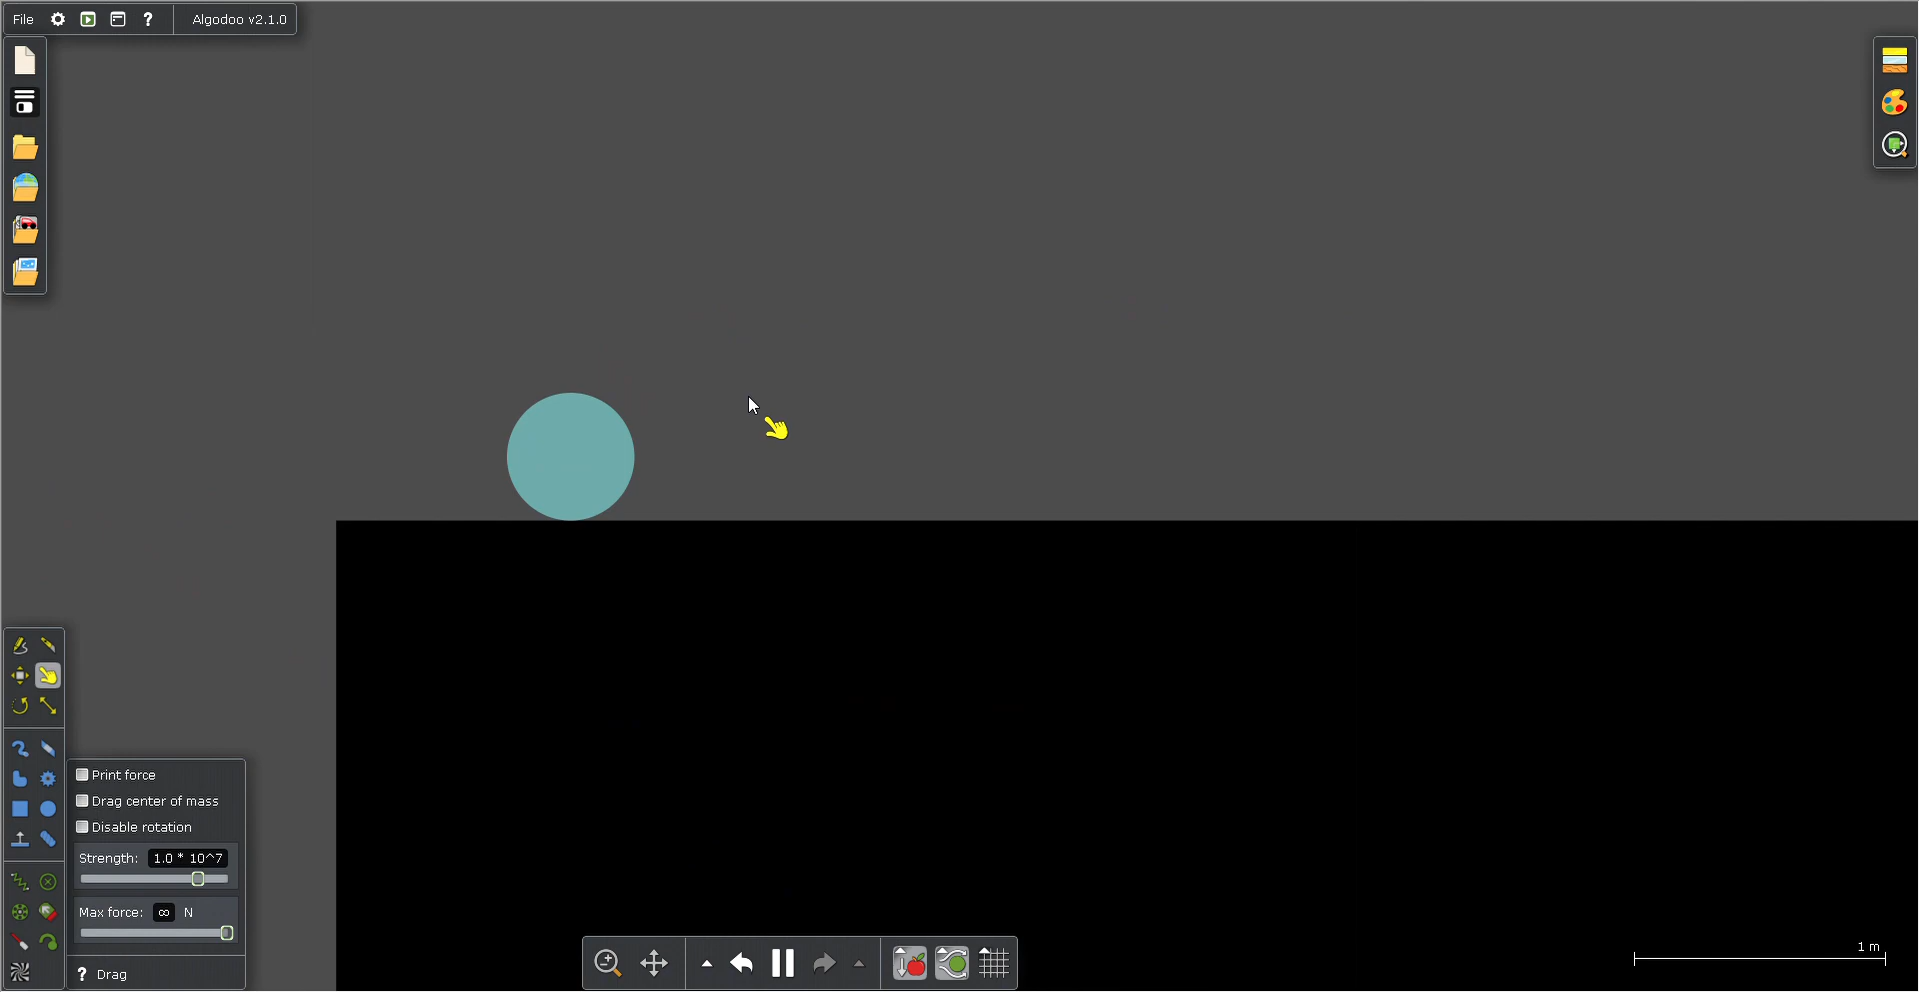 File ? Algodoo v2.1.0
Print force
Drag center of mass
Disable rotation
Strength: 1.0 * 10^7
Max force: ∞ N
? Drag
1 m